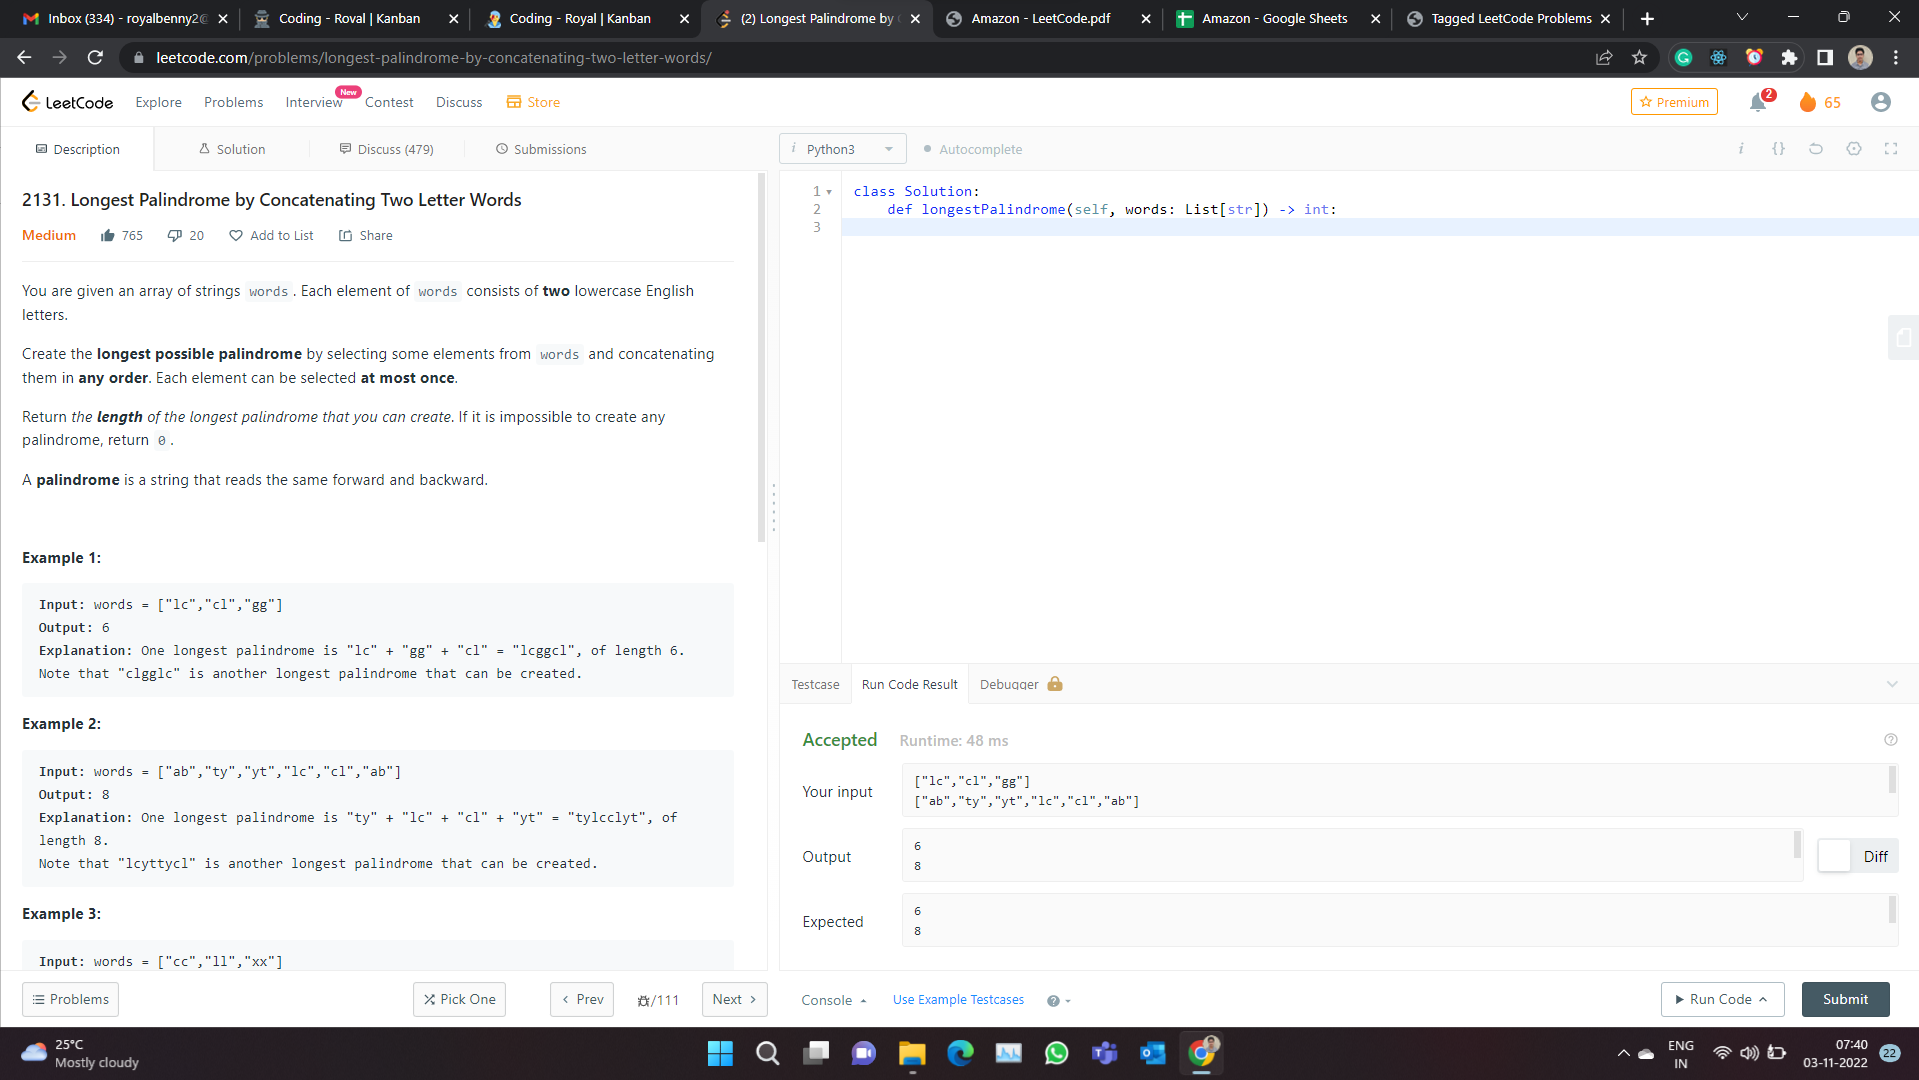 Inbox (334) - royalbenny2@
Coding - Royal | Kanban
Coding - Royal | Kanban
(2) Longest Palindrome by
Amazon - LeetCode.pdf
Amazon - Google Sheets
Tagged LeetCode Problems
leetcode.com/problems/longest-palindrome-by-concatenating-two-letter-words/
LeetCode
Explore
Problems
Interview
New
Contest
Discuss
Store
Premium
2
65
Description
Solution
Discuss (479)
Submissions
i Python3
Autocomplete
i {}
2131. Longest Palindrome by Concatenating Two Letter Words
Medium
765
20
Add to List
Share
You are given an array of strings words. Each element of words consists of two lowercase English
letters.
Create the longest possible palindrome by selecting some elements from words and concatenating
them in any order. Each element can be selected at most once.
Return the length of the longest palindrome that you can create. If it is impossible to create any
palindrome, return 0.
A palindrome is a string that reads the same forward and backward.
Example 1:
Input: words = ["lc","cl","gg"]
Output: 6
Explanation: One longest palindrome is "lc" + "gg" + "cl" = "lcggcl", of length 6.
Note that "clgglc" is another longest palindrome that can be created.
Example 2:
Input: words = ["ab","ty","yt","lc","cl","ab"]
Output: 8
Explanation: One longest palindrome is "ty" + "lc" + "cl" + "yt" = "tylcclyt", of
length 8.
Note that "lcyttycl" is another longest palindrome that can be created.
Example 3:
Input: words = ["cc","ll","xx"]
1 class Solution:
2 def longestPalindrome(self, words: List[str]) -> int:
3
Testcase
Run Code Result
Debugger
Accepted
Runtime: 48 ms
Your input
["lc","cl","gg"]
["ab","ty","yt","lc","cl","ab"]
Output
6
8
Diff
Expected
6
8
Problems
Pick One
Prev
/111
Next
Console
Use Example Testcases
Run Code
Submit
25°C
Mostly cloudy
ENG
IN
07:40
03-11-2022
22